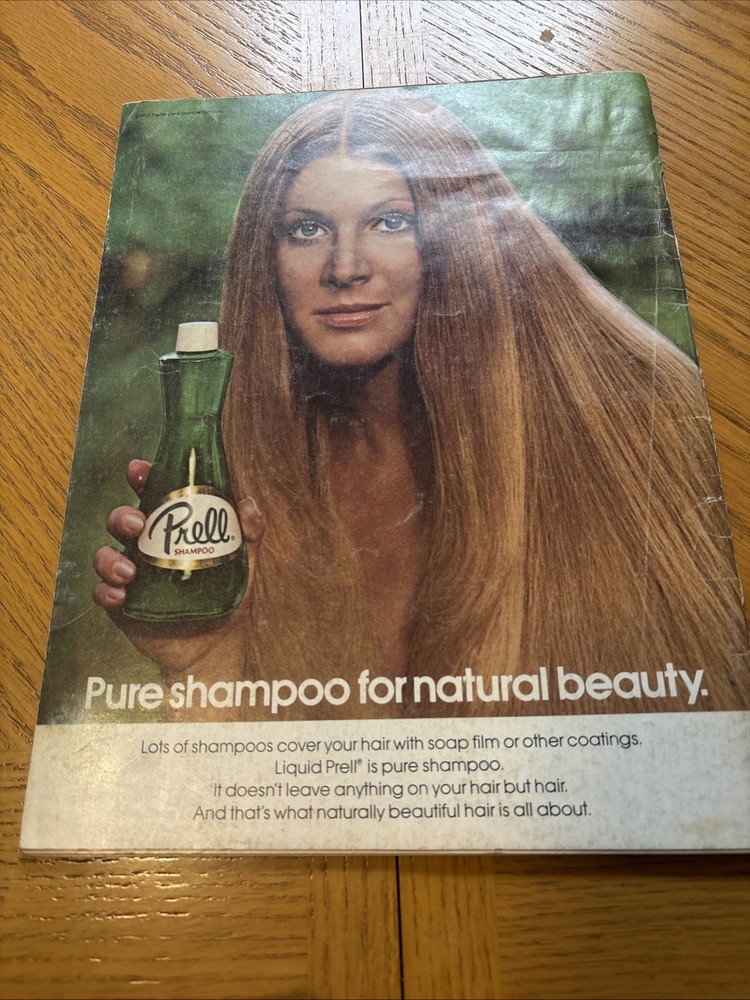 Prell®
SHAMPOO
Pure shampoo for natural beauty.
Lots of shampoos cover your hair with soap film or other coatings.
Liquid Prell® is pure shampoo.
It doesn't leave anything on your hair but hair.
And that's what naturally beautiful hair is all about.